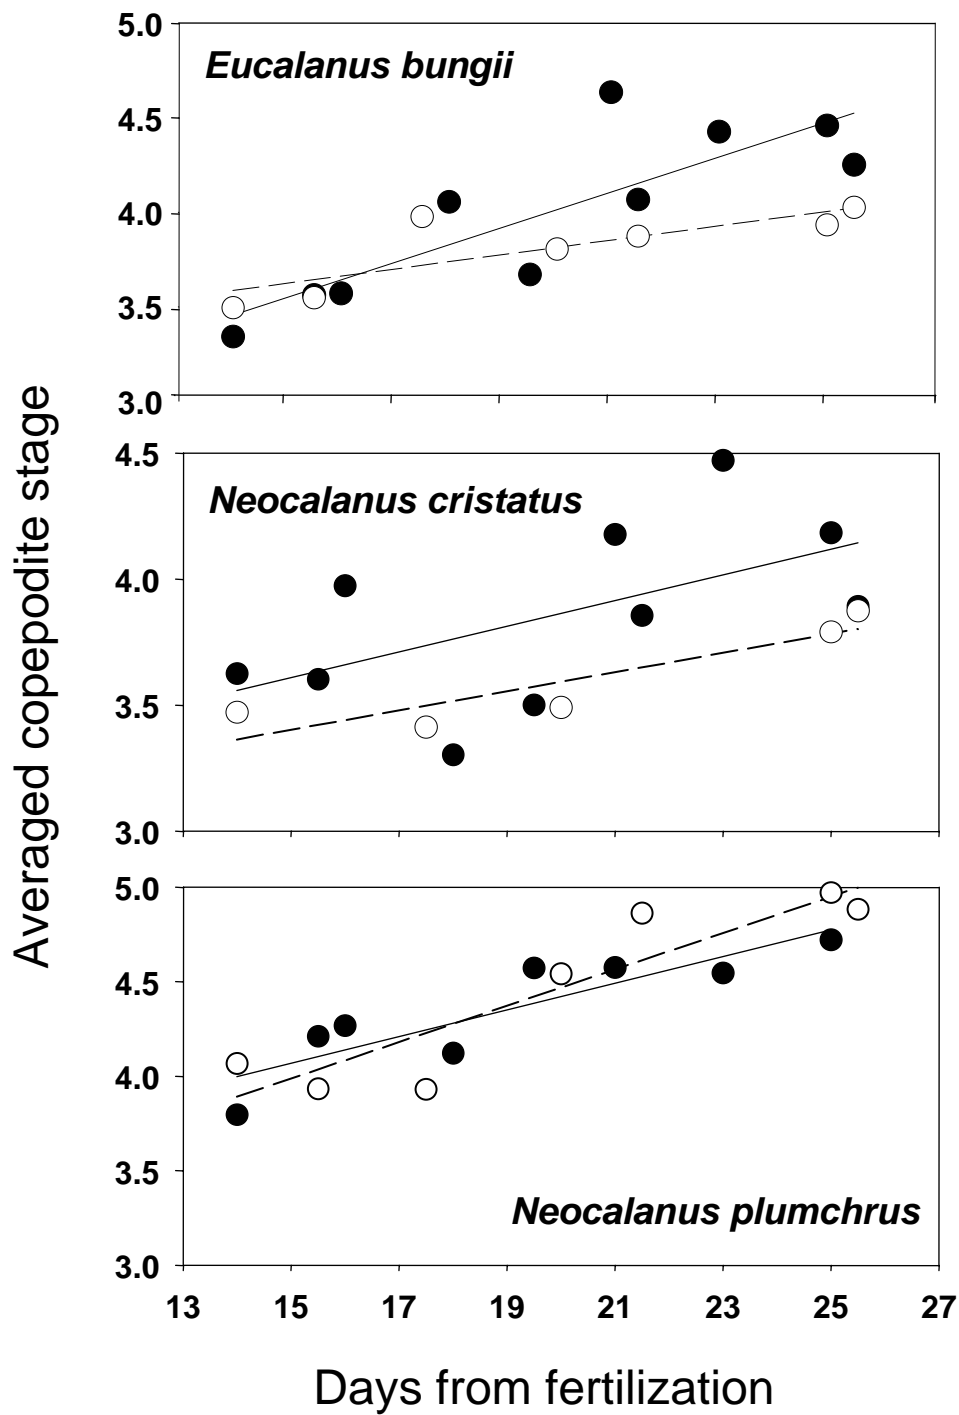 5.0
Eucalanus bungii
4.5
4.0
3.5
3.0
4.5
Neocalanus cristatus
4.0
3.5
3.0
Averaged copepodite stage
5.0
4.5
4.0
3.5
Neocalanus plumchrus
3.0
13 15 17 19 21 23 25 27
Days from fertilization